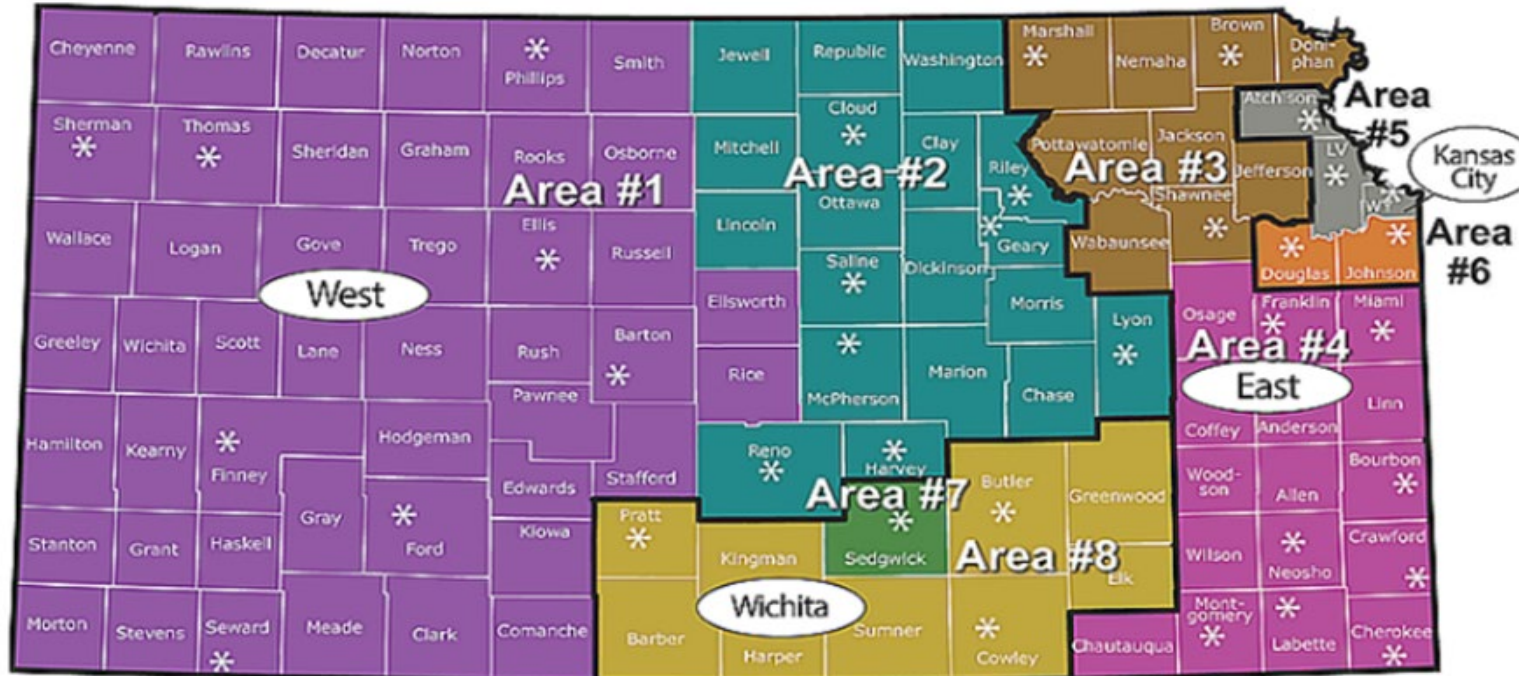 Cheyenne
Rawlins
Decatur
Norton
Phillips
Smith
Jewell
Republic
Washington
Marshall
Nemaha
Brown
Doni-
phan
Sherman
Thomas
Sheridan
Graham
Rooks
Osborne
Mitchell
Cloud
Clay
Riley
Pottawatomie
Jackson
Atchison
Area
#5
LV
Jefferson
Shawnee
Kansas
City
Area #1
Area #2
Area #3
Wallace
Logan
Gove
Trego
Ellis
Russell
Lincoln
Ottawa
Saline
Dickinson
Geary
Wabaunsee
Douglas
Johnson
Area
#6
West
Ellsworth
Morris
Lyon
Osage
Franklin
Miami
Greeley
Wichita
Scott
Lane
Ness
Rush
Barton
Rice
McPherson
Marion
Chase
Area #4
East
Linn
Coffey
Anderson
Pawnee
Hamilton
Kearny
Finney
Hodgeman
Edwards
Stafford
Reno
Harvey
Area #7
Butler
Greenwood
Wood-
son
Allen
Bourbon
Stanton
Grant
Haskell
Gray
Ford
Kiowa
Pratt
Kingman
Sedgwick
Area #8
Elk
Wilson
Neosho
Crawford
Morton
Stevens
Seward
Meade
Clark
Comanche
Barber
Wichita
Harper
Sumner
Cowley
Chautauqua
Mont-
gomery
Labette
Cherokee